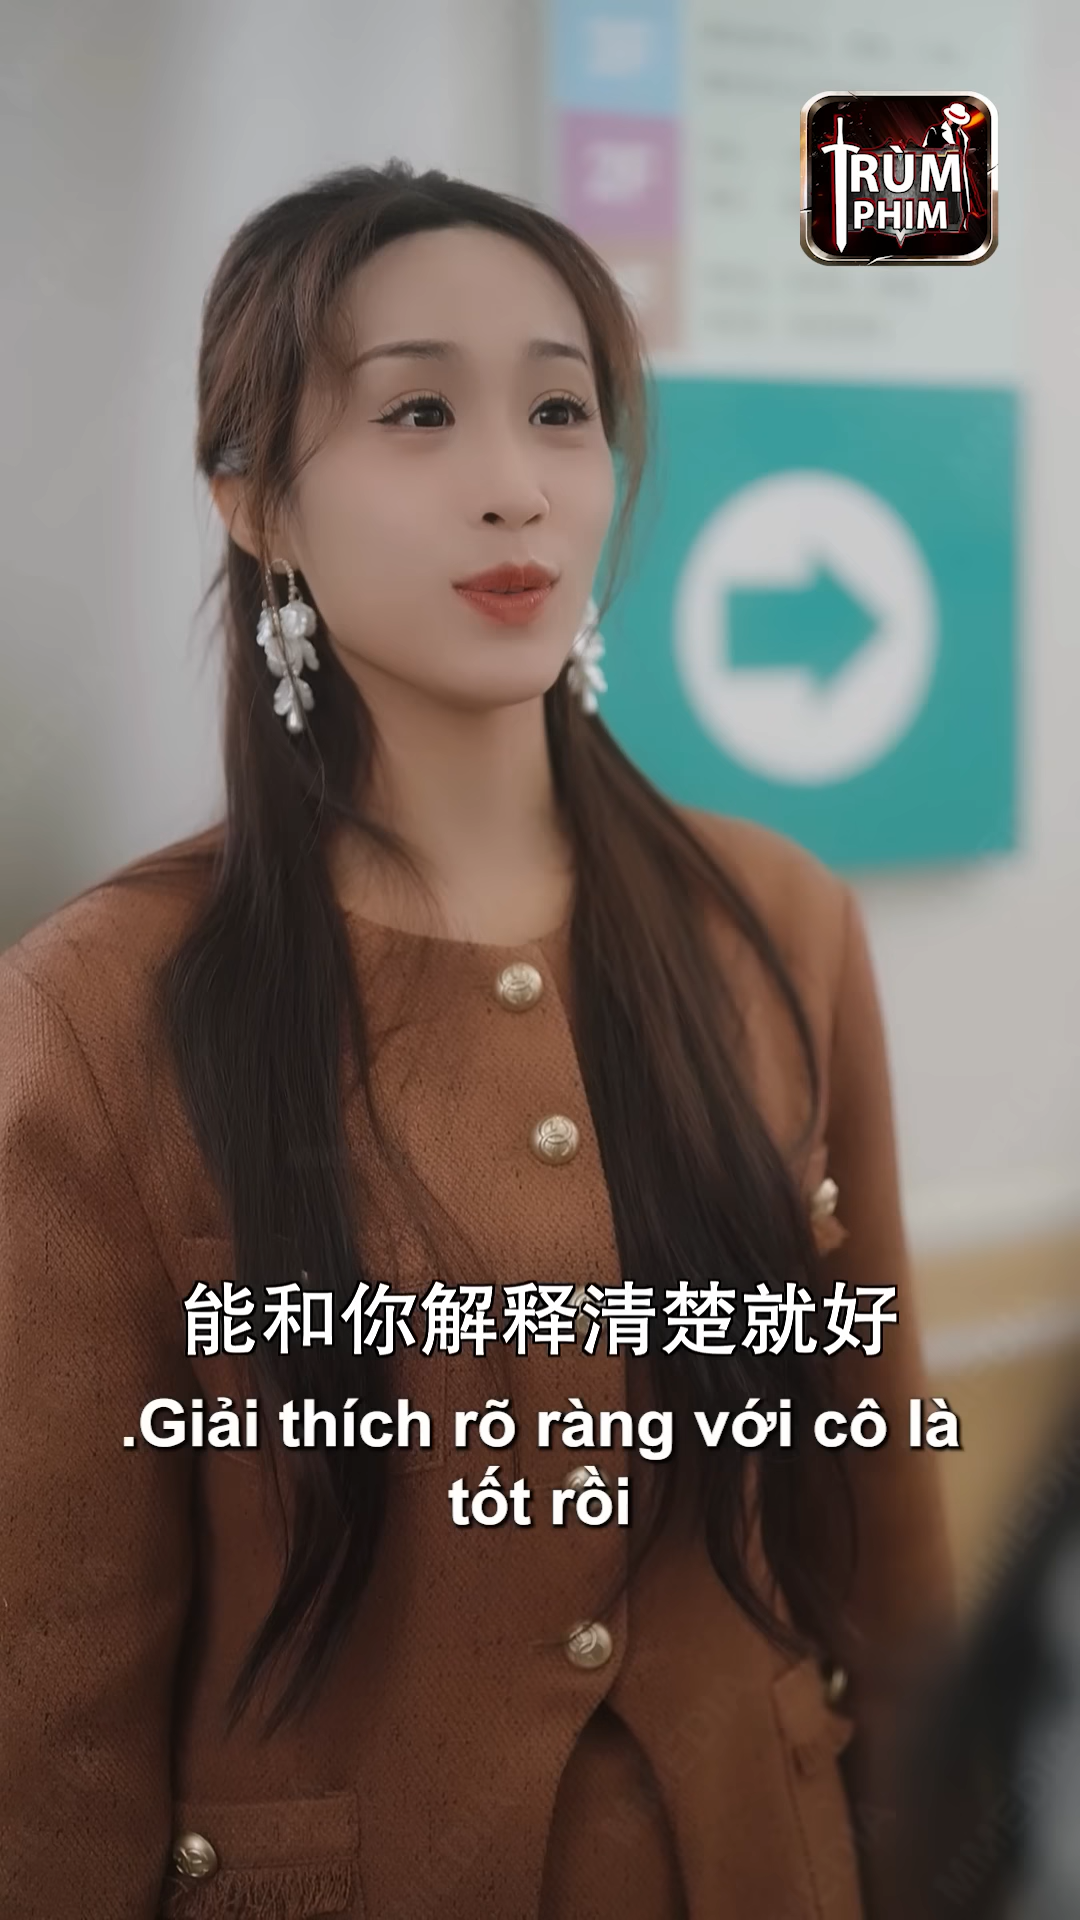 2F
TRÙM
PHIM
能和你解释清楚就好
.Giải thích rõ ràng với cô là
tốt rồi